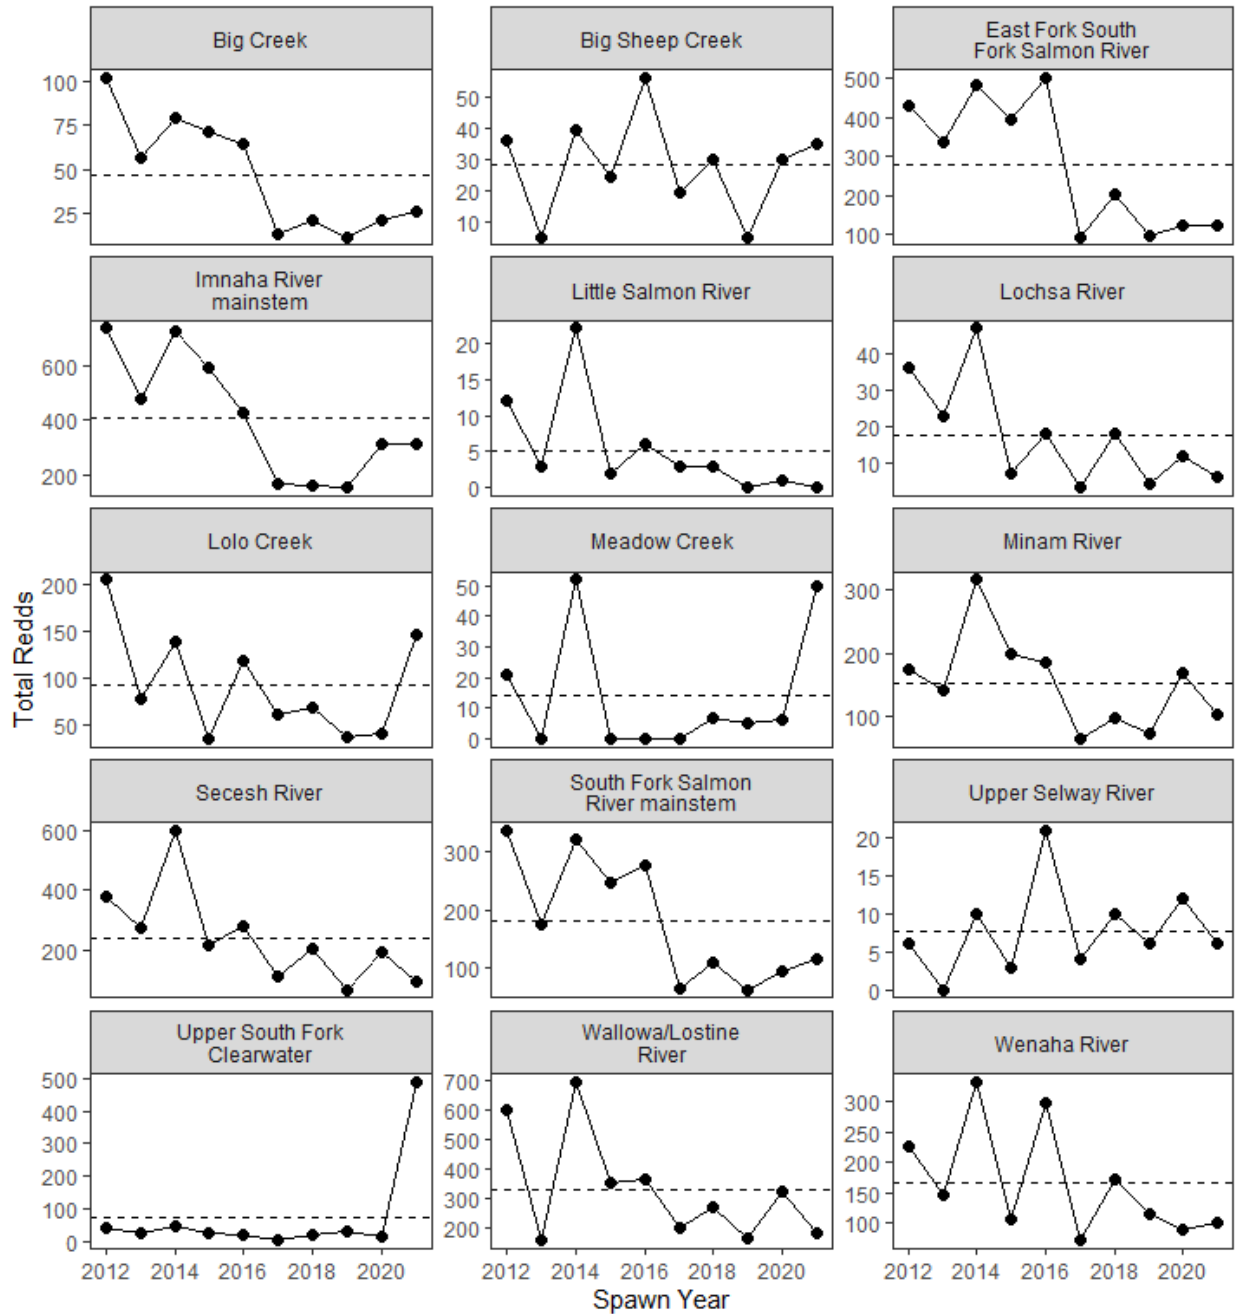 Big Creek
Big Sheep Creek
East Fork South
Fork Salmon River
100
75
50
25
50
40
30
20
10
500
400
300
200
100
Imnaha River
mainstem
Little Salmon River
Lochsa River
600
400
200
20
15
10
5
0
40
30
20
10
Lolo Creek
Meadow Creek
Minam River
200
150
100
50
50
40
30
20
10
0
300
200
100
Total Redds
Secesh River
South Fork Salmon
River mainstem
Upper Selway River
600
400
200
300
200
100
20
15
10
5
0
Upper South Fork
Clearwater
Wallowa/Lostine
River
Wenaha River
500
400
300
200
100
0
700
600
500
400
300
200
300
250
200
150
100
2012 2014 2016 2018 2020
2012 2014 2016 2018 2020
2012 2014 2016 2018 2020
Spawn Year